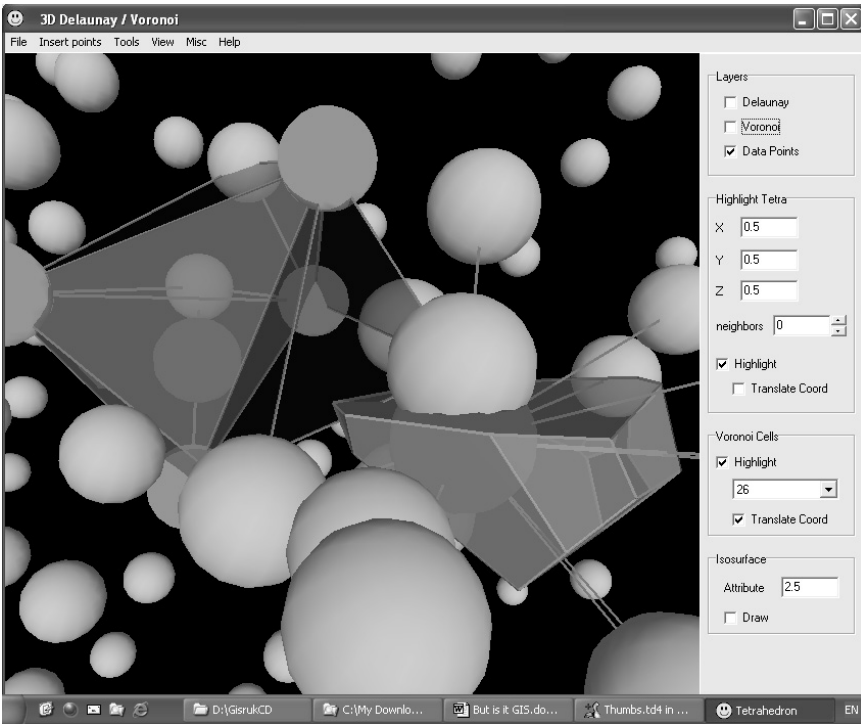 3D Delaunay / Voronoi
File Insert points Tools View Misc Help
Layers
Delaunay
Voronoi
Data Points
Highlight Tetra
X 0.5
Y 0.5
Z 0.5
neighbors 0
Highlight
Translate Coord
Voronoi Cells
Highlight
26
Translate Coord
Isosurface
Attribute 2.5
Draw
D:\GisrukCD C:\My Downlo... But is it GIS.do... Thumbs.td4 in ... Tetrahedron EN